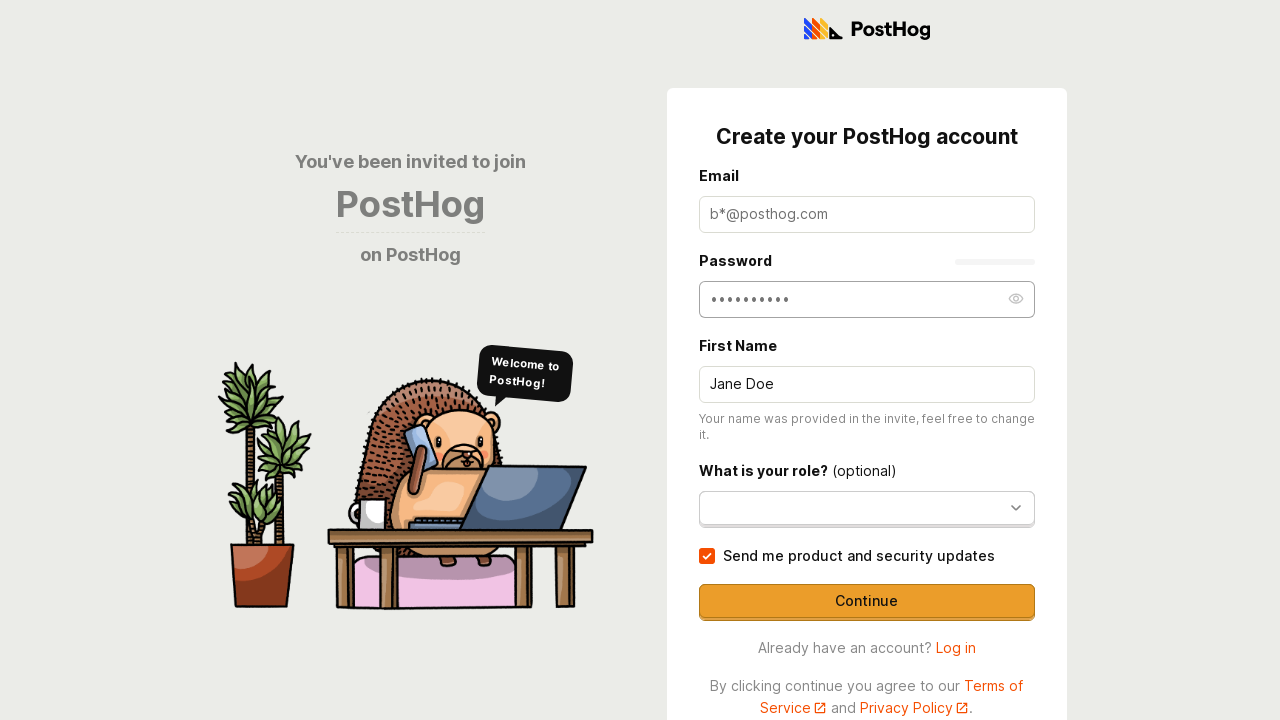 PostHog
You've been invited to join
PostHog
on PostHog
Welcome to
PostHog!
Create your PostHog account
Email
b*@posthog.com
Password
••••••••••
First Name
Jane Doe
Your name was provided in the invite, feel free to change
it.
What is your role? (optional)
Send me product and security updates
Continue
Already have an account? Log in
By clicking continue you agree to our Terms of
Service and Privacy Policy.